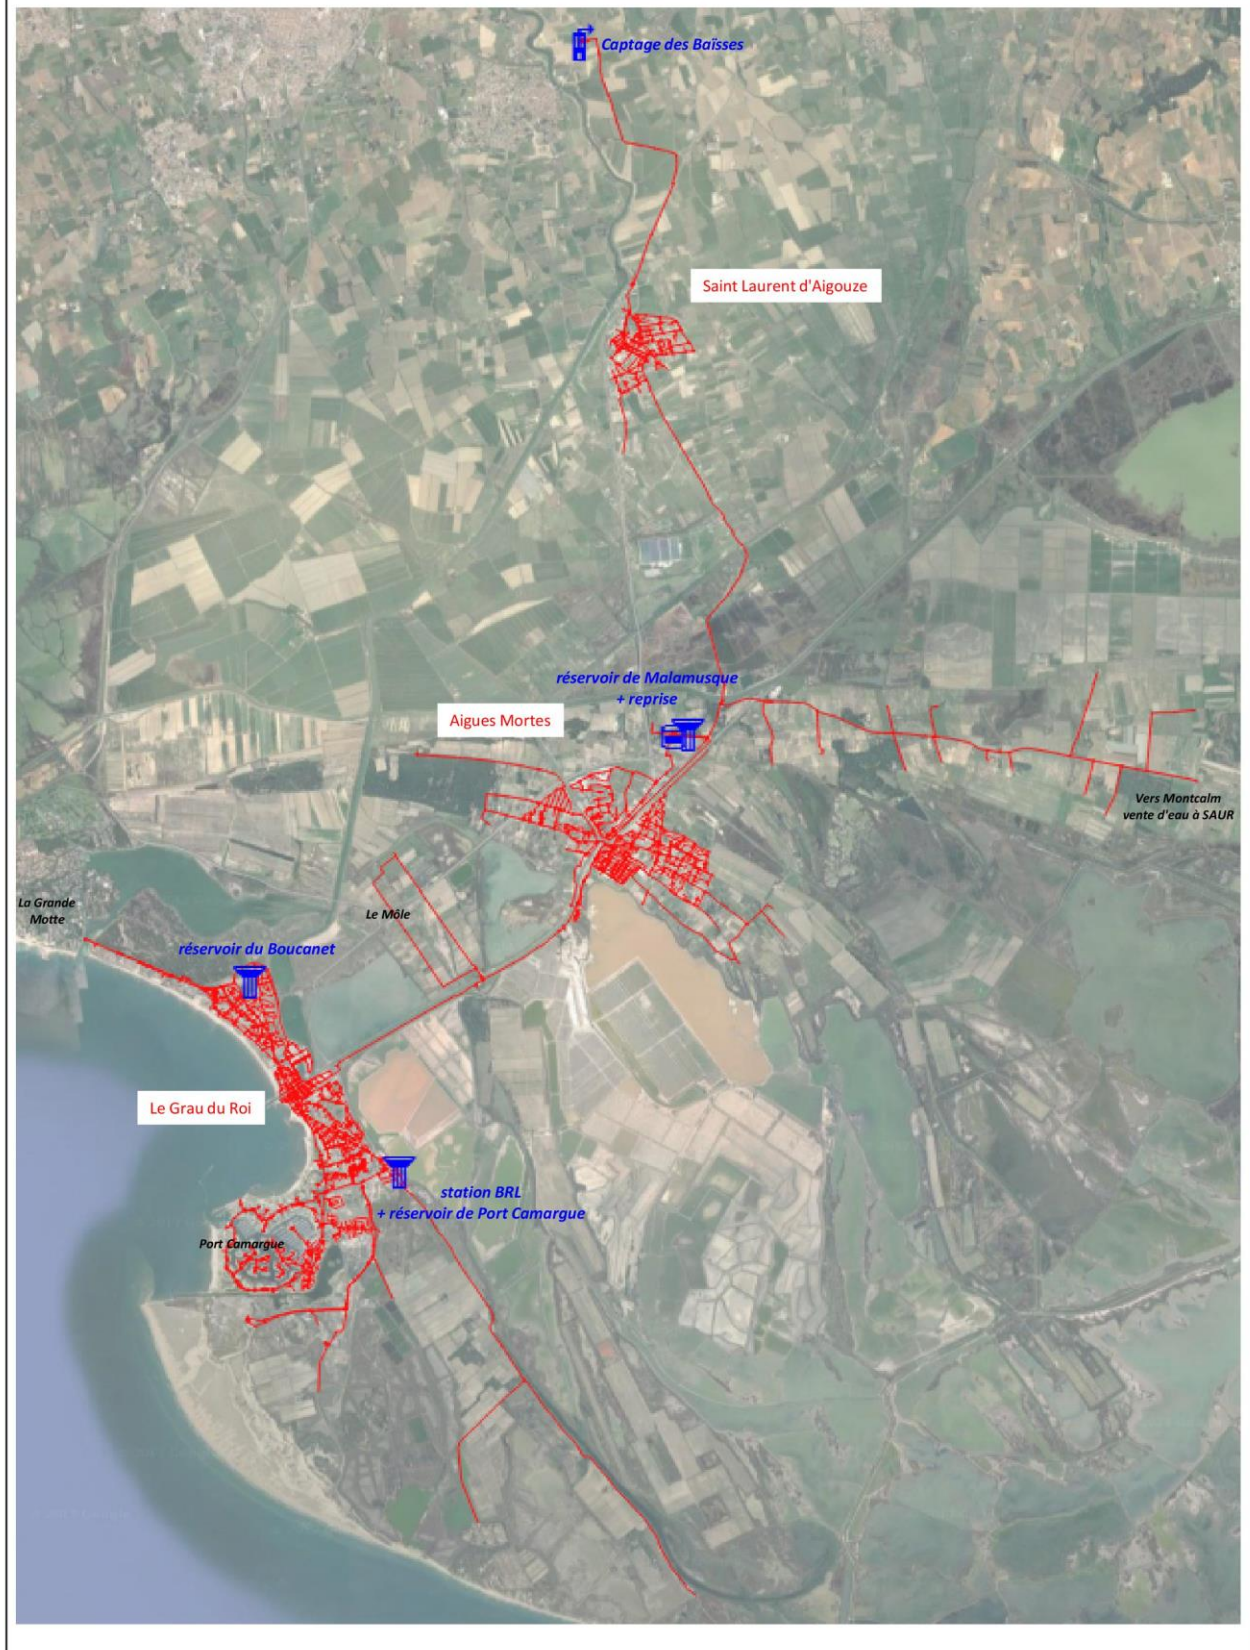 Captage des Baïsses
Saint Laurent d'Aigouze
réservoir de Malamusque
+ reprise
Aigues Mortes
Vers Montcalm
vente d'eau à SAUR
La Grande
Motte
Le Môle
réservoir du Boucanet
Le Grau du Roi
station BRL
+ réservoir de Port Camargue
Port Camargue